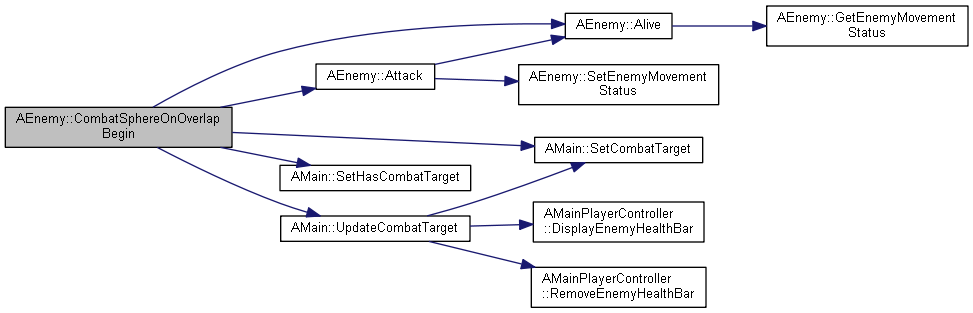 AEnemy::CombatSphereOnOverlap
Begin
AEnemy::Alive
AEnemy::GetEnemyMovement
Status
AEnemy::Attack
AEnemy::SetEnemyMovement
Status
AMain::SetCombatTarget
AMain::SetHasCombatTarget
AMain::UpdateCombatTarget
AMainPlayerController
::DisplayEnemyHealthBar
AMainPlayerController
::RemoveEnemyHealthBar